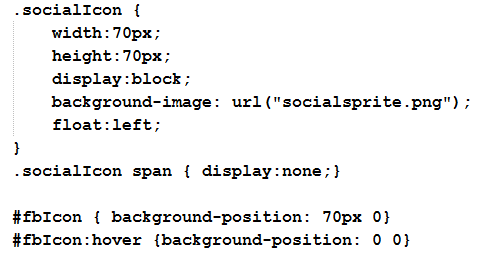 .socialIcon {
width:70px;
height:70px;
display:block;
background-image: url("socialsprite.png");
float:left;
}
.socialIcon span { display:none;}
#fbIcon { background-position: 70px 0}
#fbIcon:hover {background-position: 0 0}